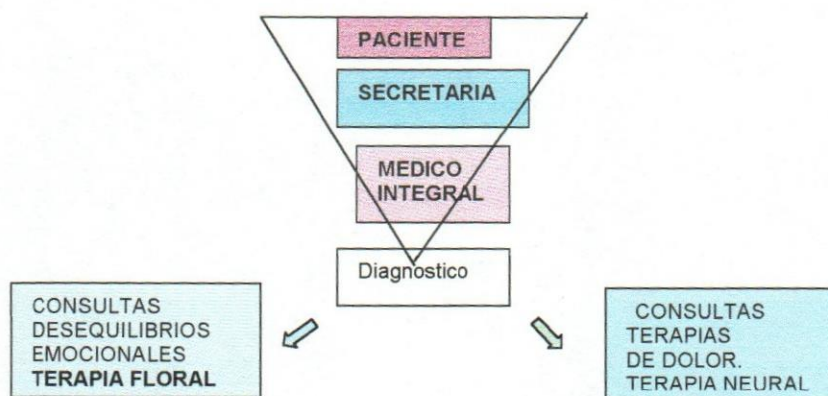 PACIENTE
SECRETARIA
MEDICO
INTEGRAL
Diagnostico
CONSULTAS
DESEQUILIBRIOS
EMOCIONALES
TERAPIA FLORAL
CONSULTAS
TERAPIAS
DE DOLOR.
TERAPIA NEURAL